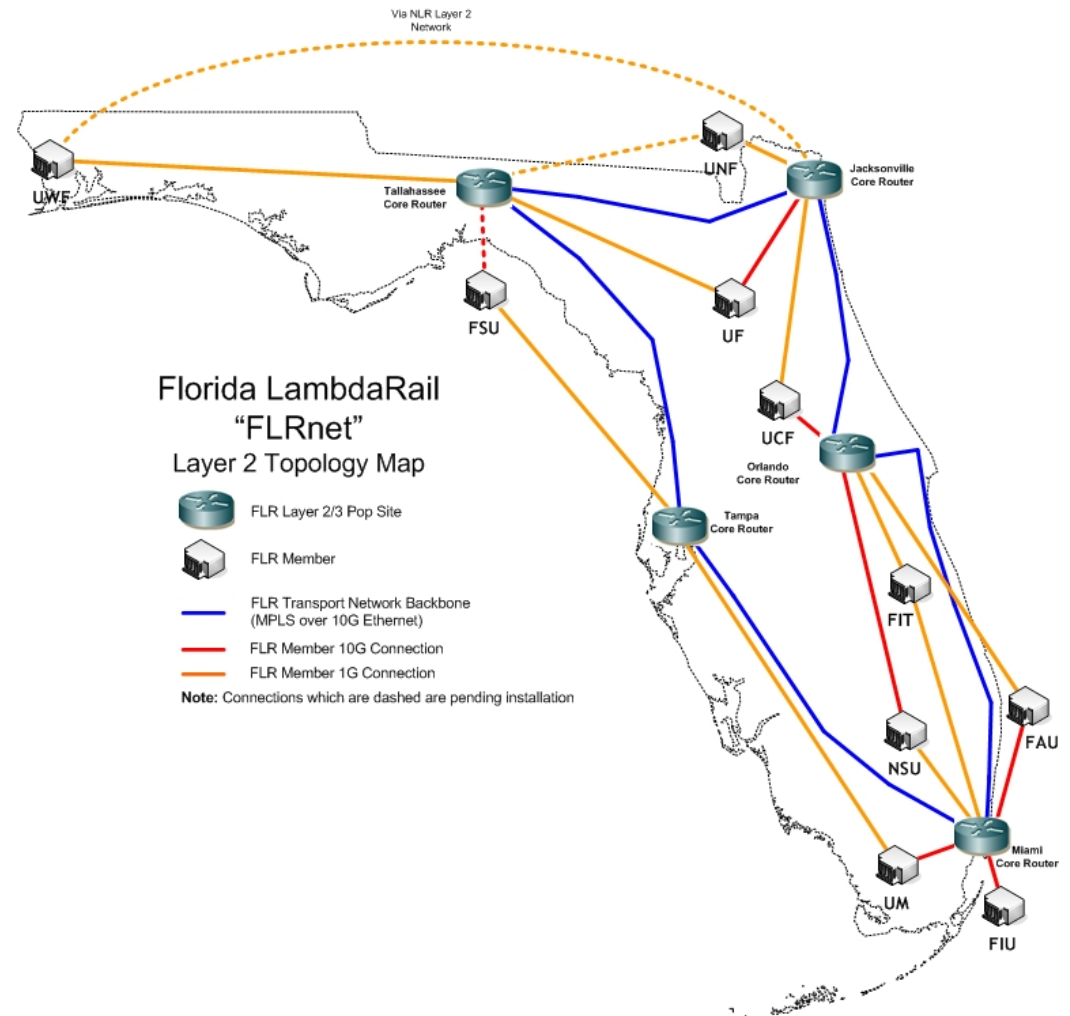 Via NLR Layer 2
Network
UWF
UNF
Tallahassee
Core Router
Jacksonville
Core Router
FSU
UF
Florida LambdaRail
“FLRnet”
Layer 2 Topology Map
UCF
Orlando
Core Router
FLR Layer 2/3 Pop Site
Tampa
Core Router
FLR Member
FLR Transport Network Backbone
(MPLS over 10G Ethernet)
FLR Member 10G Connection
FLR Member 1G Connection
Note: Connections which are dashed are pending installation
FIT
NSU
FAU
Miami
Core Router
UM
FIU